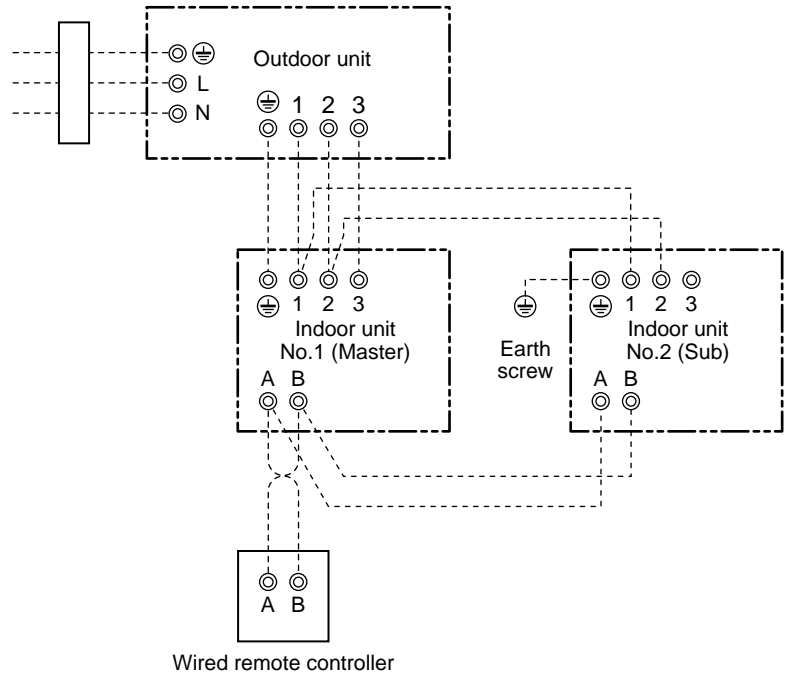 Outdoor unit
L
N
1 2 3
1 2 3
Indoor unit
No.1 (Master)
A B
Earth
screw
1 2 3
Indoor unit
No.2 (Sub)
A B
A B
Wired remote controller